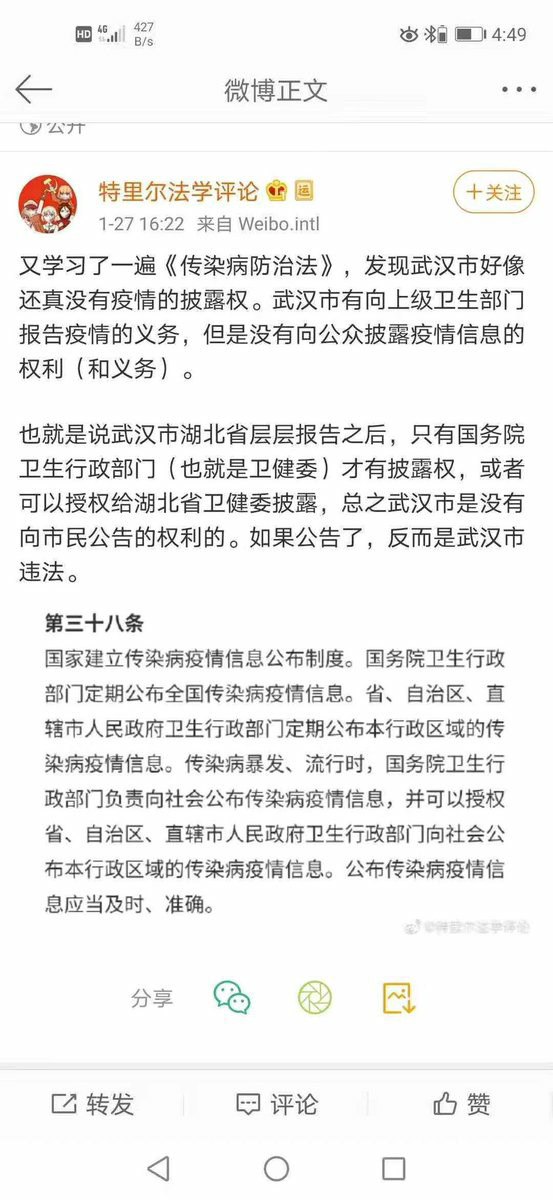 HD 4G 427 B/s 4:49
微博正文
公开
特里尔法学评论 运
+关注
1-27 16:22 来自 Weibo.intl
又学习了一遍《传染病防治法》，发现武汉市好像
还真没有疫情的披露权。武汉市有向上级卫生部门
报告疫情的义务，但是没有向公众披露疫情信息的
权利（和义务）。
也就是说武汉市湖北省层层报告之后，只有国务院
卫生行政部门（也就是卫健委）才有披露权，或者
可以授权给湖北省卫健委披露，总之武汉市是没有
向市民公告的权利的。如果公告了，反而是武汉市
违法。
第三十八条
国家建立传染病疫情信息公布制度。国务院卫生行政
部门定期公布全国传染病疫情信息。省、自治区、直
辖市人民政府卫生行政部门定期公布本行政区域的传
染病疫情信息。传染病暴发、流行时，国务院卫生行
政部门负责向社会公布传染病疫情信息，并可以授权
省、自治区、直辖市人民政府卫生行政部门向社会公
布本行政区域的传染病疫情信息。公布传染病疫情信
息应当及时、准确。
@特里尔法学评论
分享
转发 评论 赞